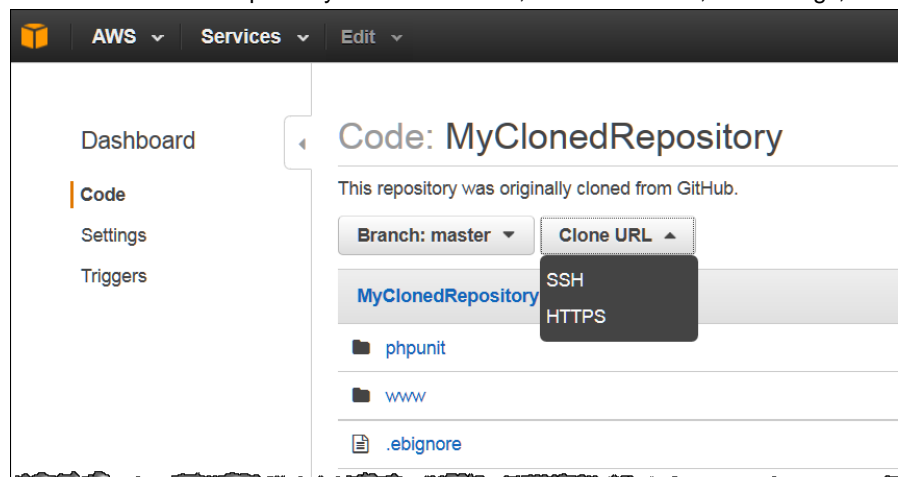 AWS Services Edit
Dashboard
Code
Settings
Triggers
Code: MyClonedRepository
This repository was originally cloned from GitHub.
Branch: master Clone URL
SSH
HTTPS
MyClonedRepository
phpunit
www
.ebignore